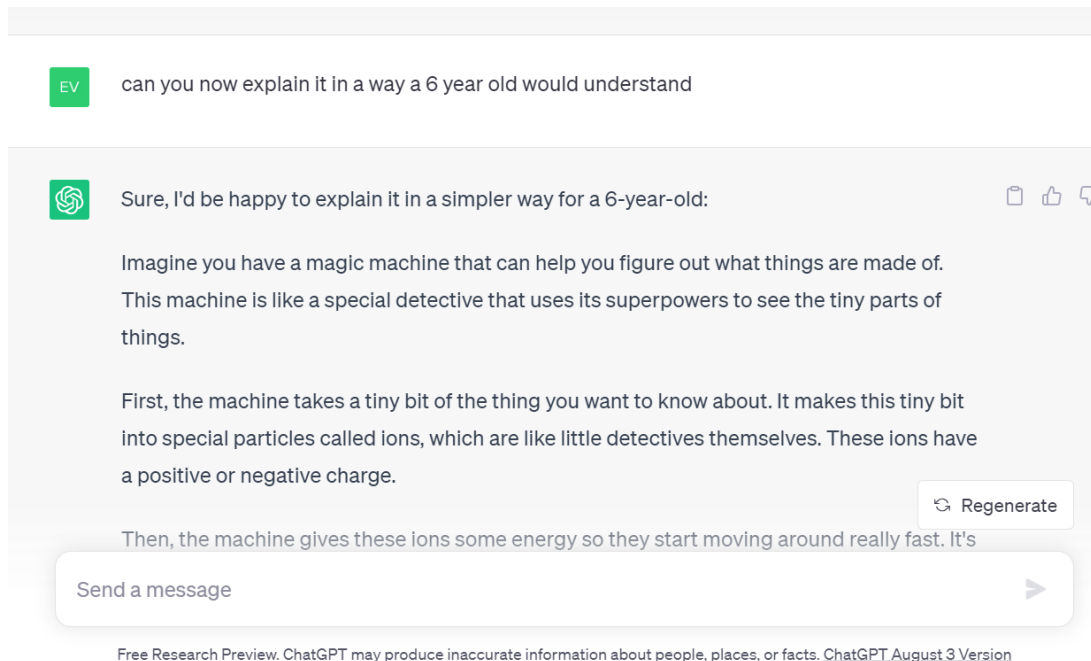 EV
can you now explain it in a way a 6 year old would understand
Sure, I'd be happy to explain it in a simpler way for a 6-year-old:
Imagine you have a magic machine that can help you figure out what things are made of.
This machine is like a special detective that uses its superpowers to see the tiny parts of
things.
First, the machine takes a tiny bit of the thing you want to know about. It makes this tiny bit
into special particles called ions, which are like little detectives themselves. These ions have
a positive or negative charge.
Regenerate
Then, the machine gives these ions some energy so they start moving around really fast. It's
Send a message
Free Research Preview. ChatGPT may produce inaccurate information about people, places, or facts. ChatGPT August 3 Version